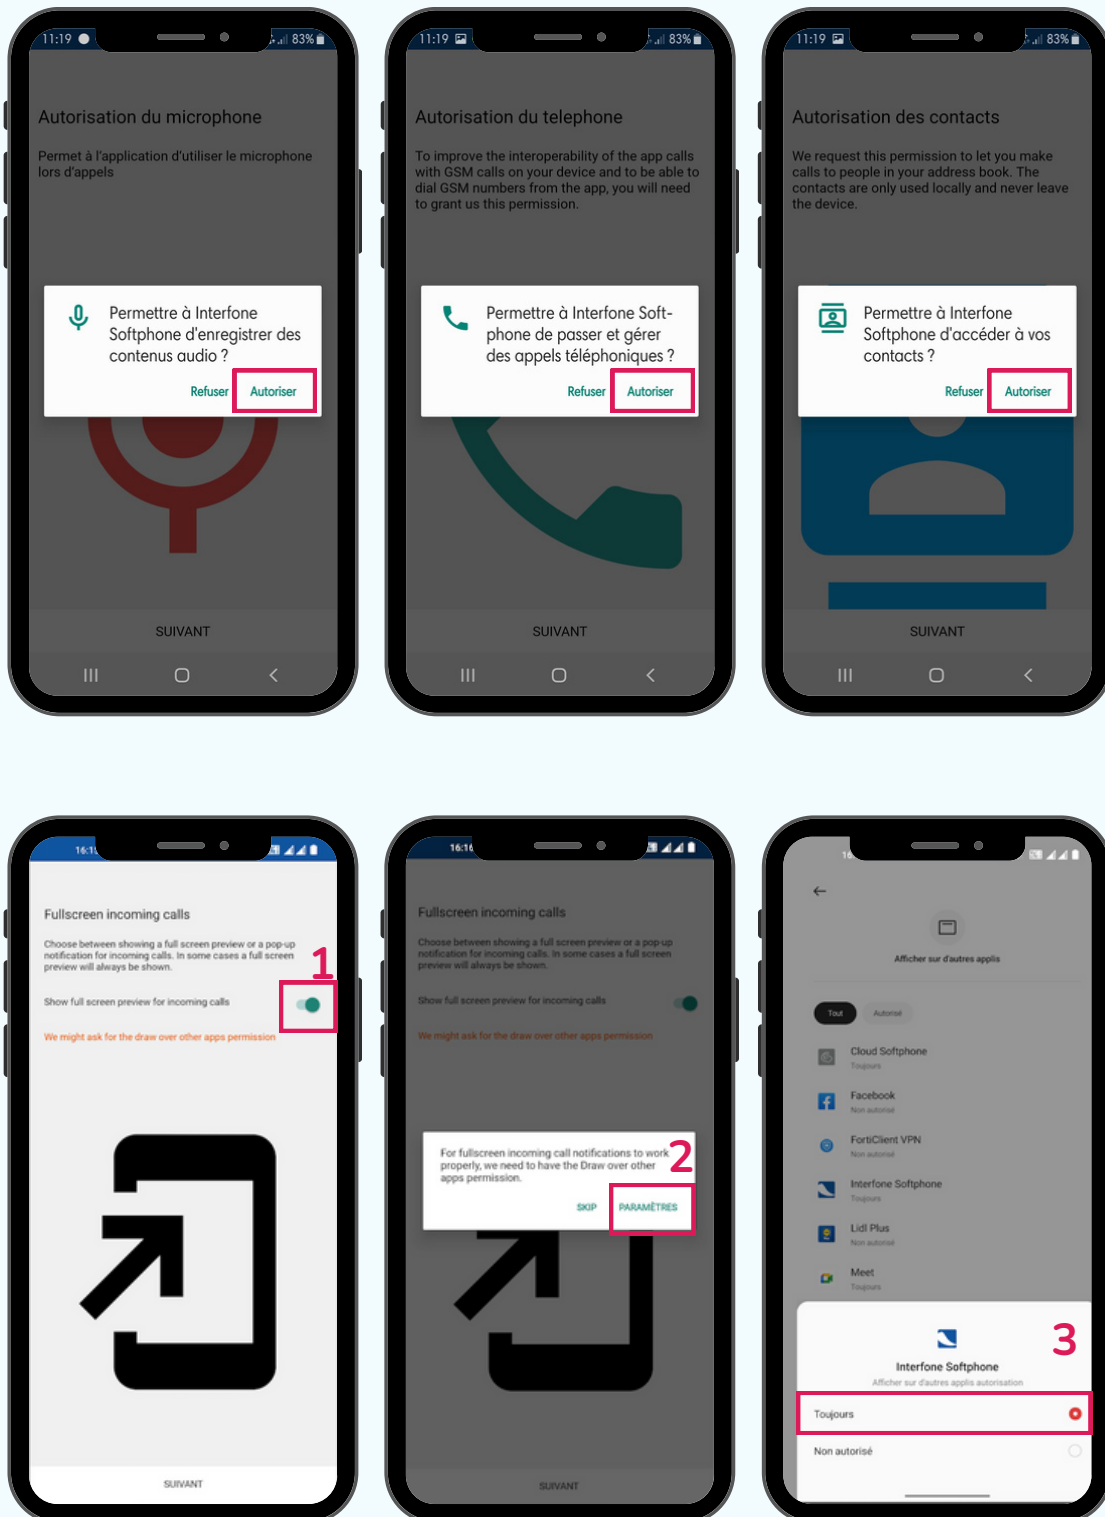 11:19
83%
Autorisation du microphone
Permet à l'application d'utiliser le microphone
lors d'appels
Permettre à Interfone
Softphone d'enregistrer des
contenus audio ?
Refuser
Autoriser
SUIVANT
11:19
83%
Autorisation du telephone
To improve the interoperability of the app calls
with GSM calls on your device and to be able to
dial GSM numbers from the app, you will need
to grant us this permission.
Permettre à Interfone Soft-
phone de passer et gérer
des appels téléphoniques ?
Refuser
Autoriser
SUIVANT
11:19
83%
Autorisation des contacts
We request this permission to let you make
calls to people in your address book. The
contacts are only used locally and never leave
the device.
Permettre à Interfone
Softphone d'accéder à vos
contacts ?
Refuser
Autoriser
SUIVANT
Fullscreen incoming calls
Choose between showing a full screen preview or a pop-up
notification for incoming calls. In some cases a full screen
preview will always be shown.
1
Show full screen preview for incoming calls
We might ask for the draw over other apps permission
SUIVANT
16:16
Fullscreen incoming calls
Choose between showing a full screen preview or a pop-up
notification for incoming calls. In some cases a full screen
preview will always be shown.
Show full screen preview for incoming calls
We might ask for the draw over other apps permission
For fullscreen incoming call notifications to work
properly, we need to have the Draw over other
apps permission.
2
SKIP
PARAMÈTRES
SUIVANT
Afficher sur d'autres applis
Tout
Autorisé
Cloud Softphone
Toujours
Facebook
Non autorisé
FortiClient VPN
Non autorisé
Interfone Softphone
Toujours
Lidl Plus
Non autorisé
Meet
Toujours
3
Interfone Softphone
Afficher sur d'autres applis autorisation
Toujours
Non autorisé